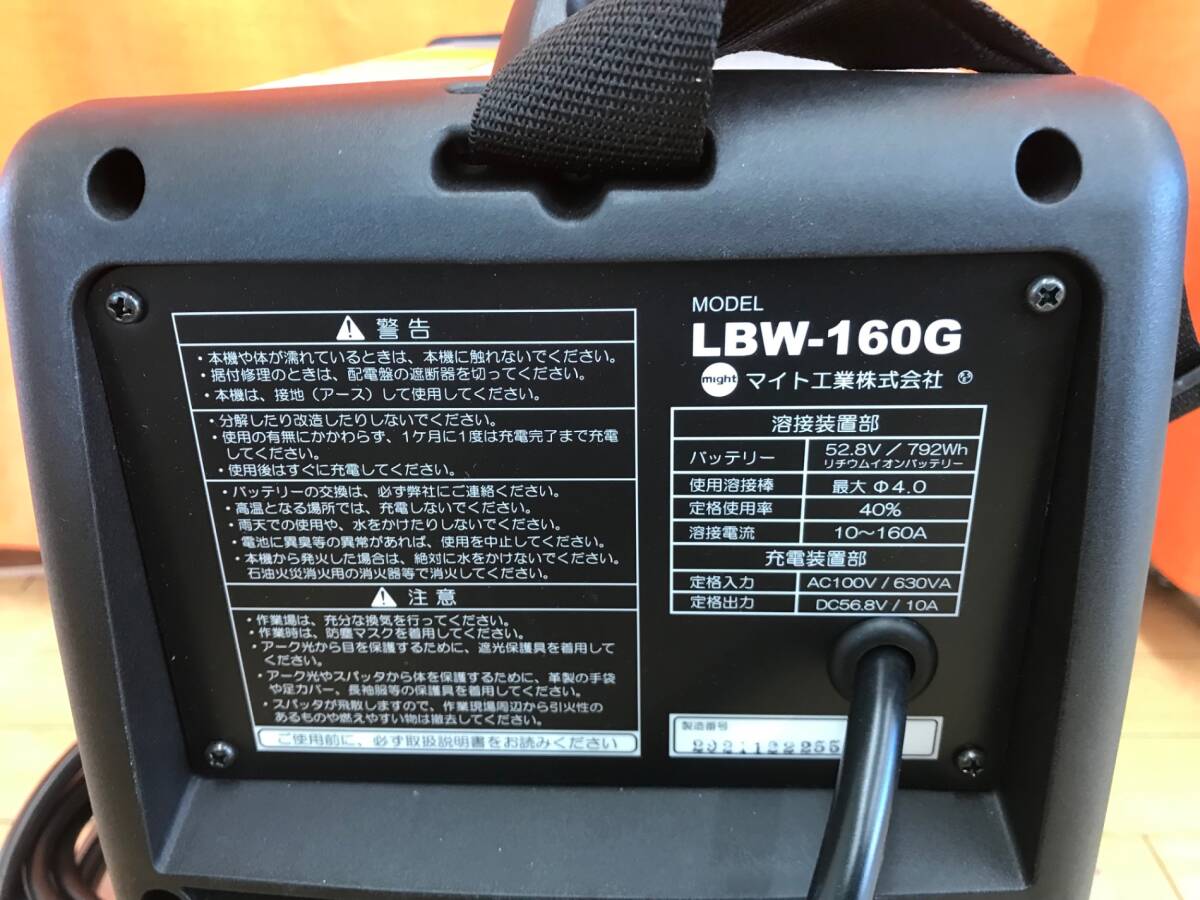 警告
・本機や体が濡れているときは、本機に触れないでください。
・据付修理のときは、配電盤の遮断器を切ってください。
・本機は、接地（アース）して使用してください。
・分解したり改造したりしないでください。
・使用の有無にかかわらず、1ケ月に1度は充電完了まで充電
してください。
・使用後はすぐに充電してください。
・バッテリーの交換は、必ず弊社にご連絡ください。
・高温となる場所では、充電しないでください。
・雨天での使用や、水をかけたりしないでください。
・電池に異臭等の異常があれば、使用を中止してください。
・本機から発火した場合は、絶対に水をかけないでください。
石油火災消火用の消火器等で消火してください。
注意
・作業場は、充分な換気を行ってください。
・作業時は、防塵マスクを着用してください。
・アーク光から目を保護するために、遮光保護具を着用して
ください。
・アーク光やスパッタから体を保護するために、革製の手袋
や足カバー、長袖服等の保護具を着用してください。
・スパッタが飛散しますので、作業現場周辺から引火性の
あるものや燃えやすい物は撤去してください。
ご使用前に、必ず取扱説明書をお読みください
MODEL
LBW-160G
might マイト工業株式会社
溶接装置部
バッテリー 52.8V / 792Wh
リチウムイオンバッテリー
使用溶接棒 最大 Φ4.0
定格使用率 40%
溶接電流 10～160A
充電装置部
定格入力 AC100V / 630VA
定格出力 DC56.8V / 10A
製造番号
2021122255